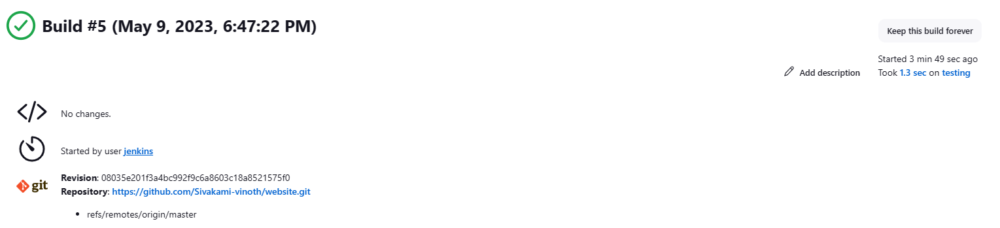 Build #5 (May 9, 2023, 6:47:22 PM)
Keep this build forever
Started 3 min 49 sec ago
Add description
Took 1.3 sec on testing
No changes.
Started by user jenkins
git
Revision: 08035e201f3a4bc992f9c6a8603c18a8521575f0
Repository: https://github.com/Sivakami-vinoth/website.git
• refs/remotes/origin/master